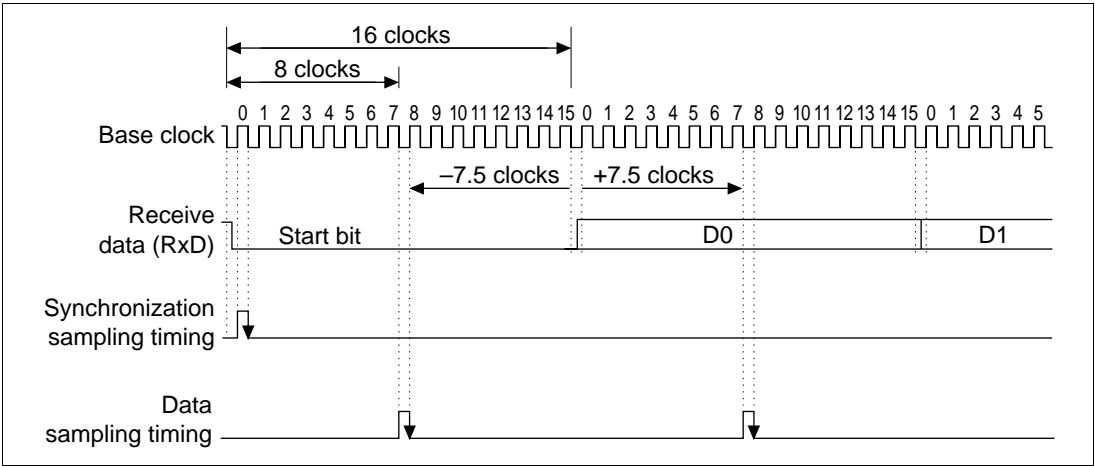 16 clocks
8 clocks
0 1 2 3 4 5 6 7 8 9 10 11 12 13 14 15 0 1 2 3 4 5 6 7 8 9 10 11 12 13 14 15 0 1 2 3 4 5
Base clock
–7.5 clocks +7.5 clocks
Receive
data (RxD)
Start bit D0 D1
Synchronization
sampling timing
Data
sampling timing